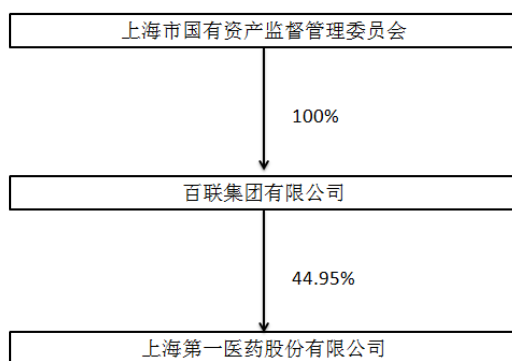 上海市国有资产监督管理委员会
100%
百联集团有限公司
44.95%
上海第一医药股份有限公司